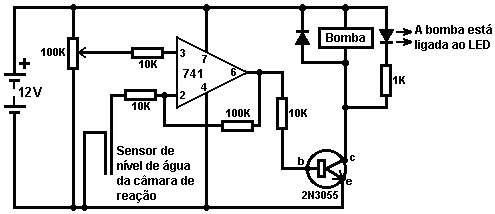 A bomba está
ligada ao LED
Bomba
100K
10K
3
7
741
6
2
4
+
12V
10K
100K
10K
1K
Sensor de
nível de água
da câmara de
reação
b
c
e
2N3055